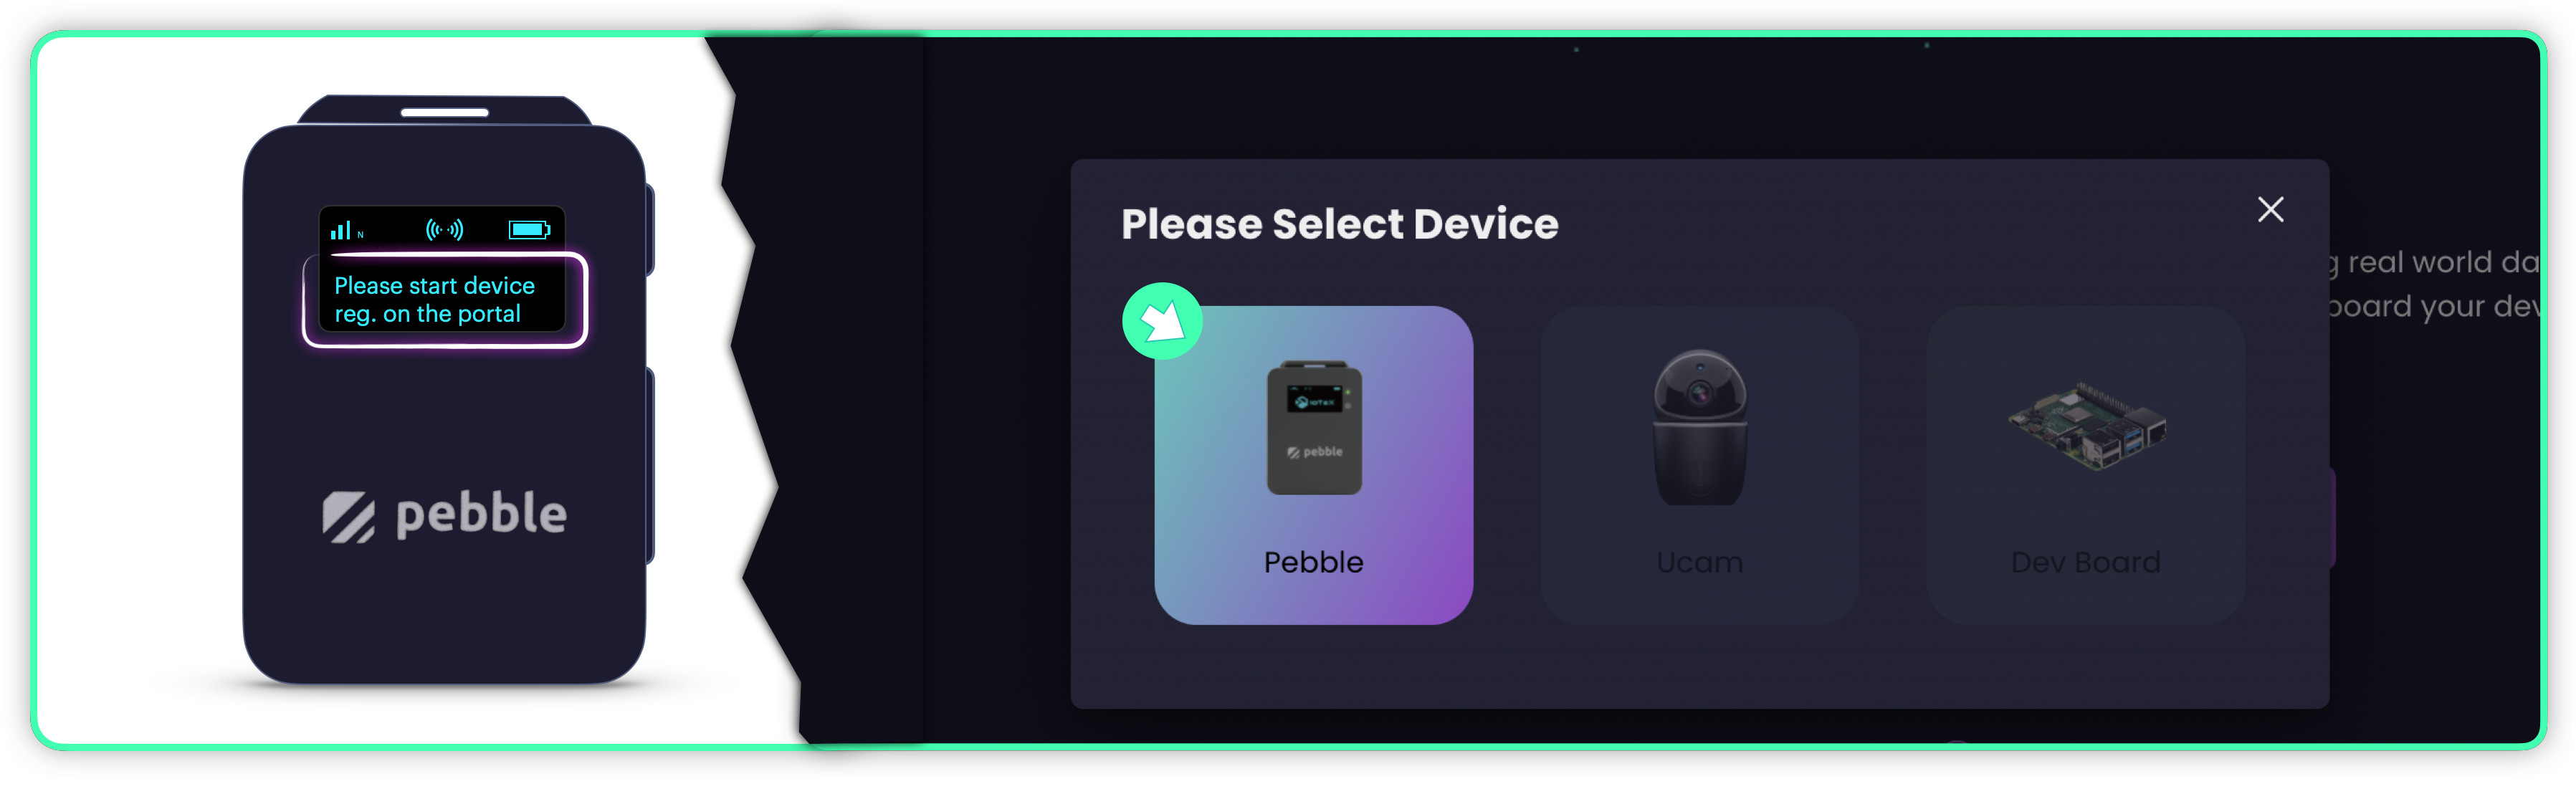 N
Please start device
reg. on the portal
pebble
Please Select Device
g real world da
board your dev
IoTeX
pebble
Pebble
Ucam
Dev Board